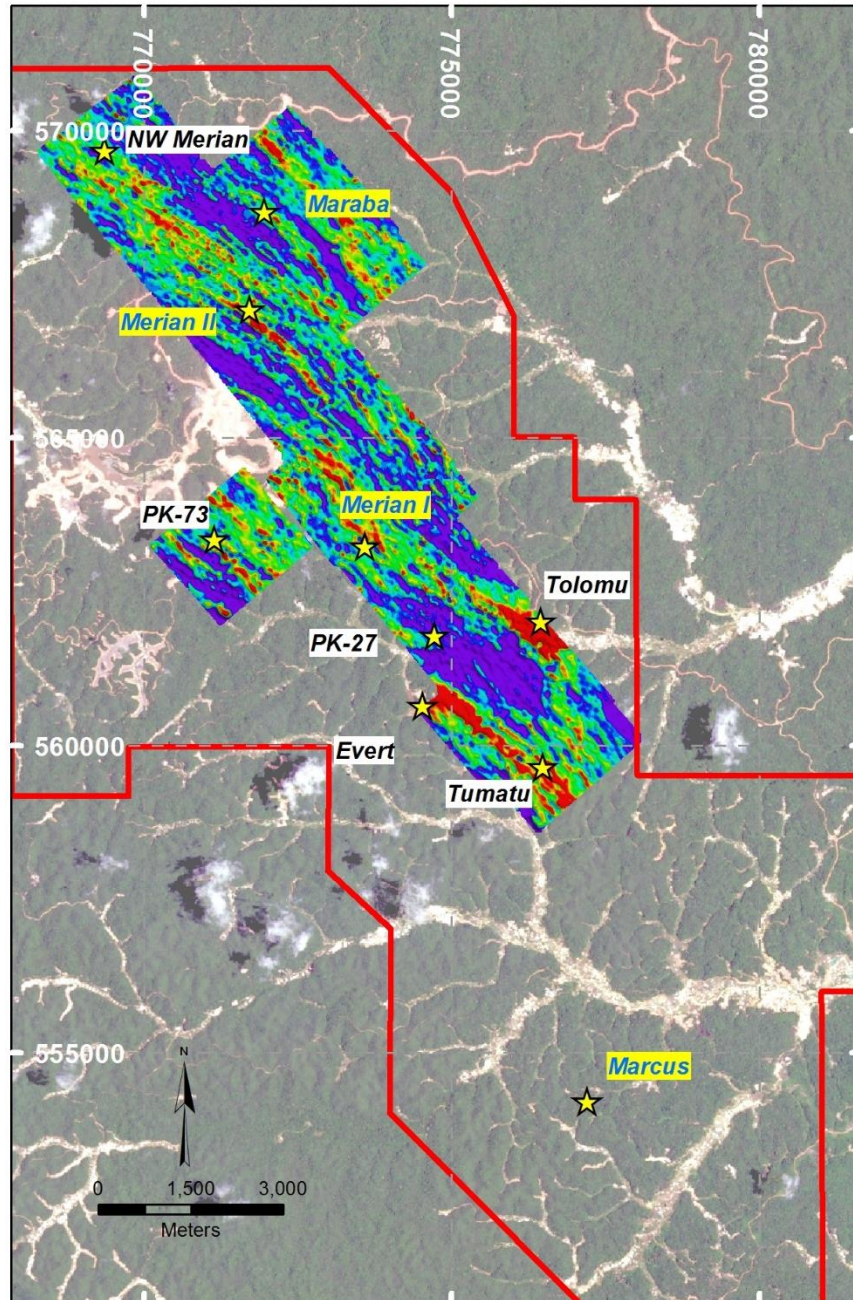 770000
775000
780000
570000
NW Merian
Maraba
Merian II
565000
Merian I
PK-73
Tolomu
PK-27
560000
Evert
Tumatu
555000
Marcus
N
0 1,500 3,000
Meters